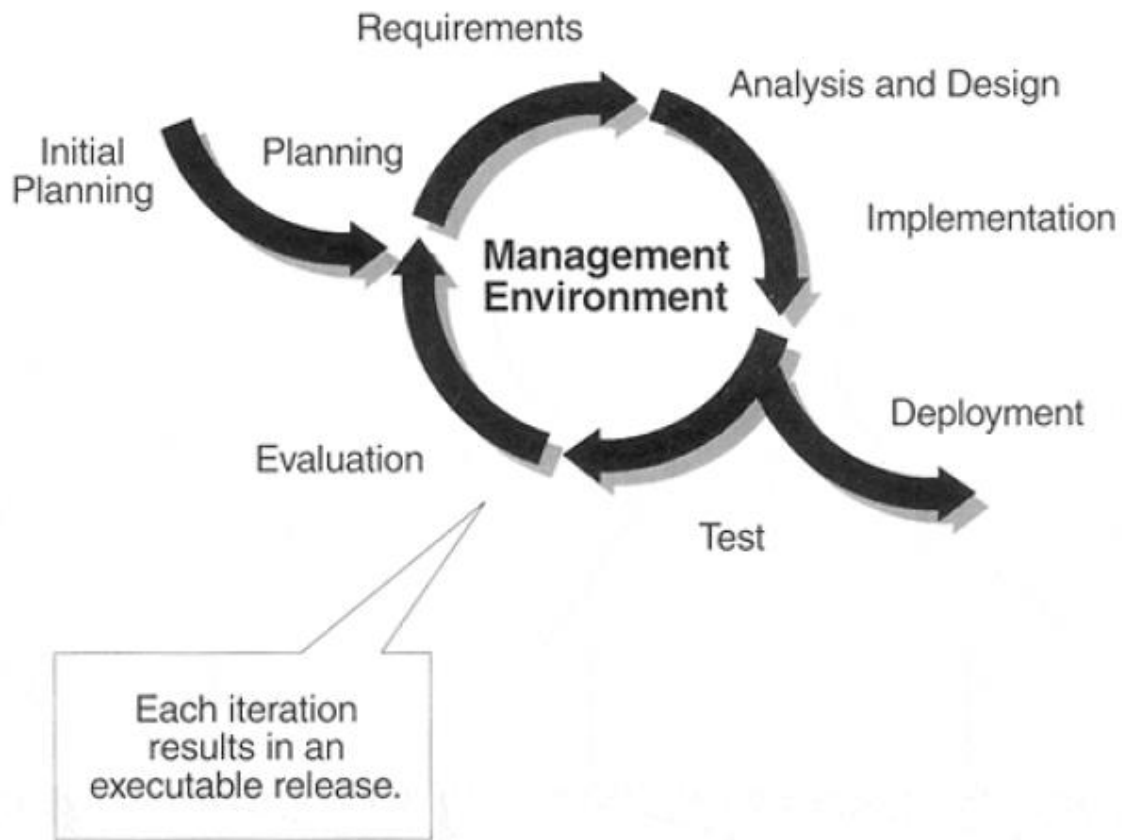 Requirements
Analysis and Design
Initial
Planning
Planning
Implementation
Management
Environment
Deployment
Evaluation
Test
Each iteration
results in an
executable release.